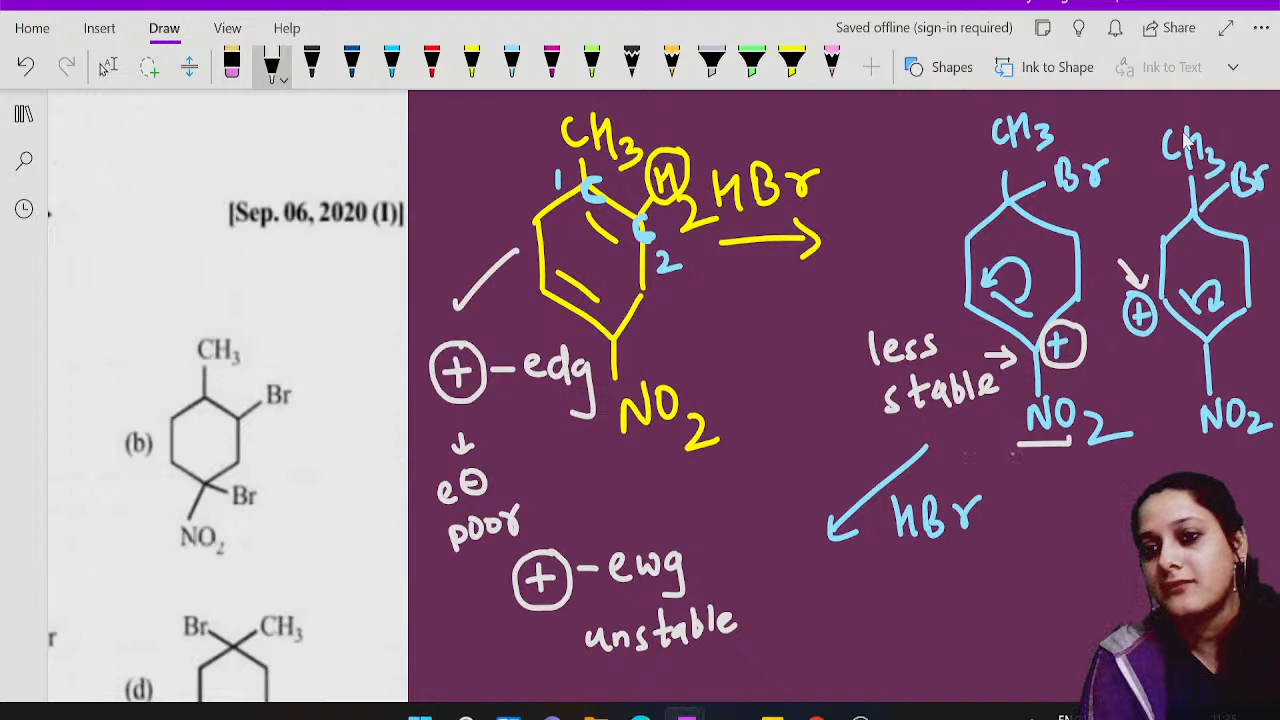 Home Insert Draw View Help
Saved offline (sign-in required)
Share
Shapes
Ink to Shape
Ink to Text
[Sep. 06, 2020 (I)]
CH3
Br
(b)
Br
NO2
r
Br
CH3
(d)
CH3
1
C
H
C
2
2HBr
NO2
+ - edg
e⊖
poor
+ - ewg
unstable
CH3
Br
+
NO2
less
stable
HBr
CH3
Br
+
NO2